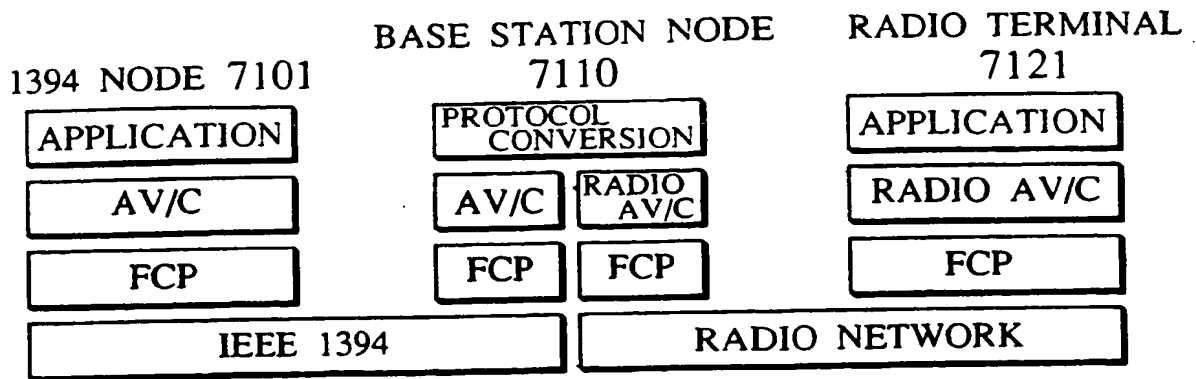 BASE STATION NODE
7110
RADIO TERMINAL
7121
1394 NODE 7101
APPLICATION
PROTOCOL
CONVERSION
APPLICATION
AV/C
AV/C
RADIO
AV/C
RADIO AV/C
FCP
FCP
FCP
FCP
IEEE 1394
RADIO NETWORK